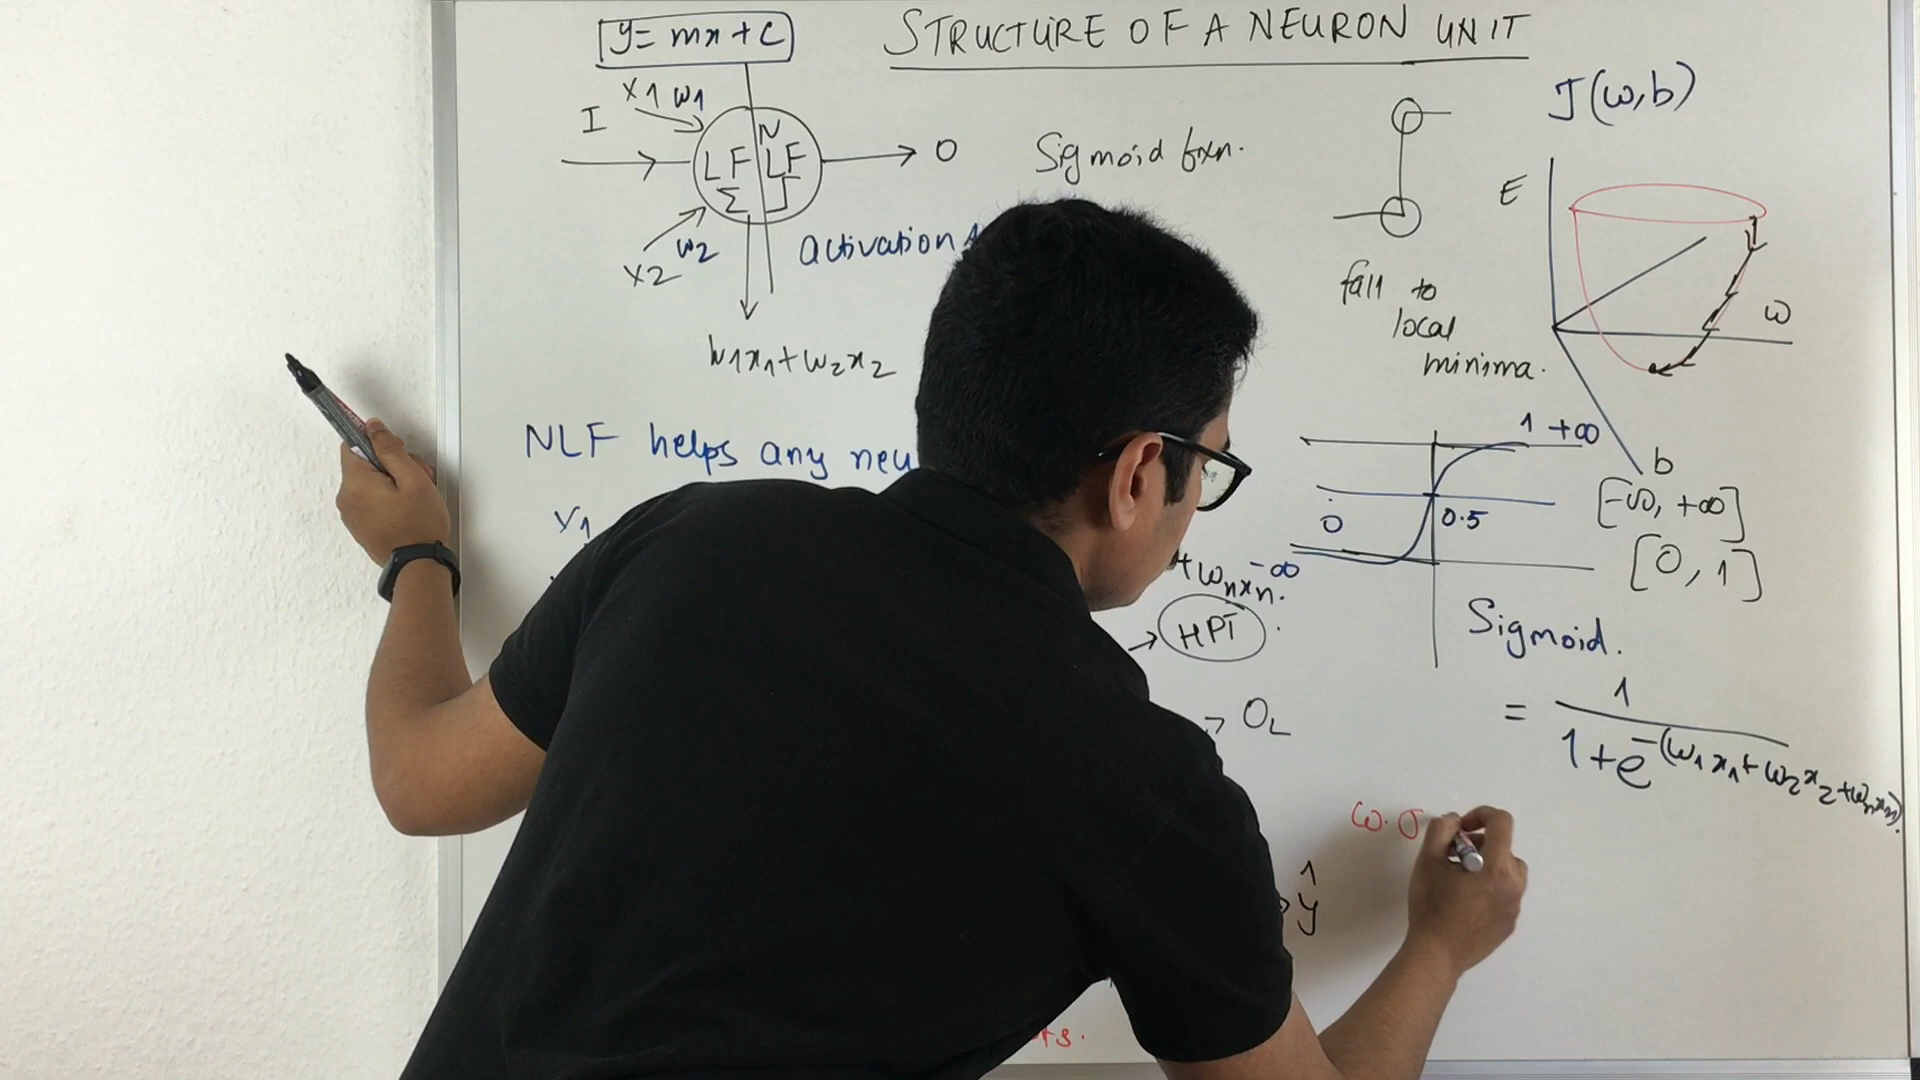 y = mx + c
STRUCTURE OF A NEURON UNIT
J(w,b)
x1 w1
I
N
LF LF
Σ
O
Sigmoid fxn.
E
w2
x2
activation
fall to
local
minima.
w
w1x1 + w2x2
1 +∞
b
NLF helps any neu
[-∞, +∞]
0
0.5
x1
[0, 1]
-∞
+ wnxn.
HPT
Sigmoid.
OL
= 1 / 1 + e^-(w1x1 + w2x2 + wnxn).
ŷ